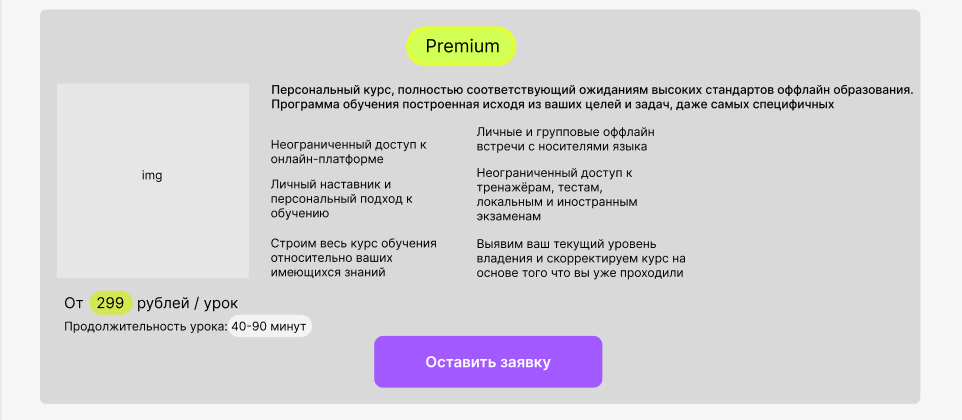 Premium
Персональный курс, полностью соответствующий ожиданиям высоких стандартов оффлайн образования.
Программа обучения построенная исходя из ваших целей и задач, даже самых специфичных
img
Неограниченный доступ к
онлайн-платформе
Личный наставник и
персональный подход к
обучению
Строим весь курс обучения
относительно ваших
имеющихся знаний
Личные и групповые оффлайн
встречи с носителями языка
Неограниченный доступ к
тренажёрам, тестам,
локальным и иностранным
экзаменам
Выявим ваш текущий уровень
владения и скорректируем курс на
основе того что вы уже проходили
От 299 рублей / урок
Продолжительность урока: 40-90 минут
Оставить заявку